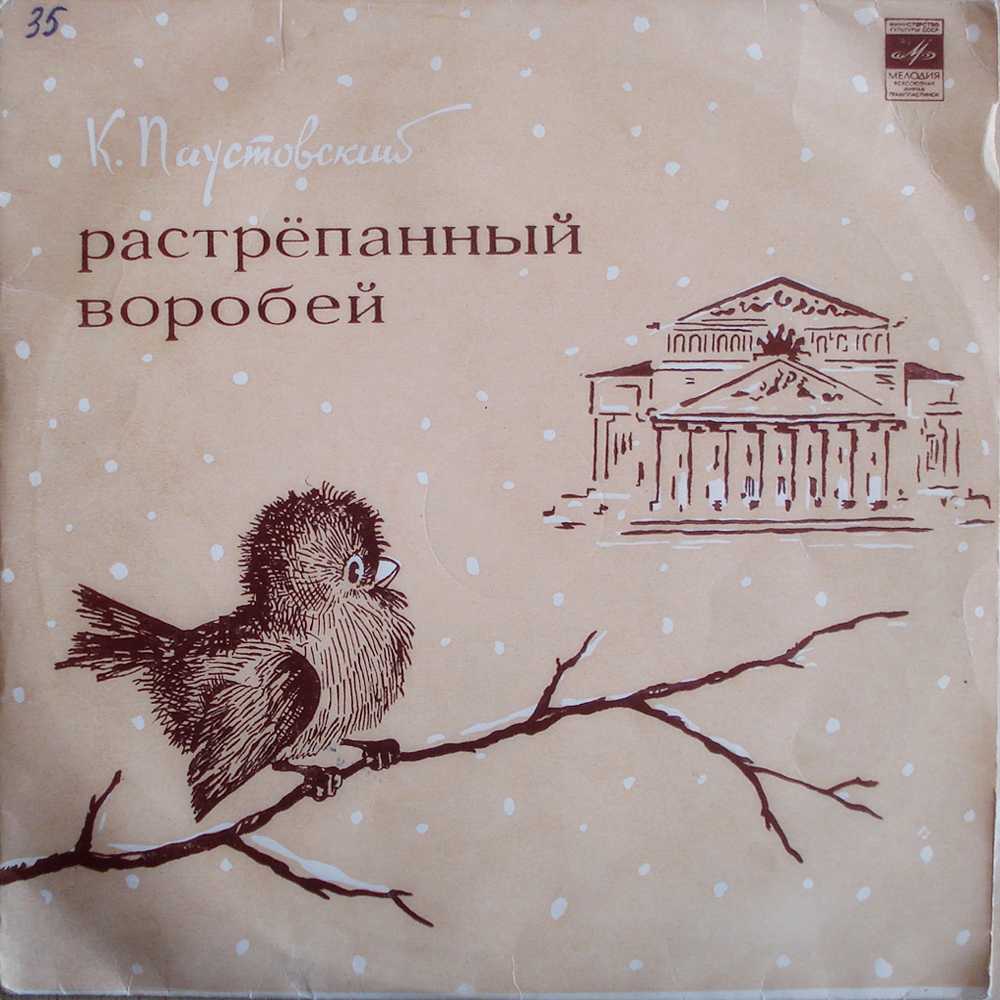 35
МИНИСТЕРСТВО
КУЛЬТУРЫ СССР
МЕЛОДИЯ
ВСЕСОЮЗНАЯ
ФИРМА
ГРАМПЛАСТИНОК
К. Паустовский
растрёпанный
воробей